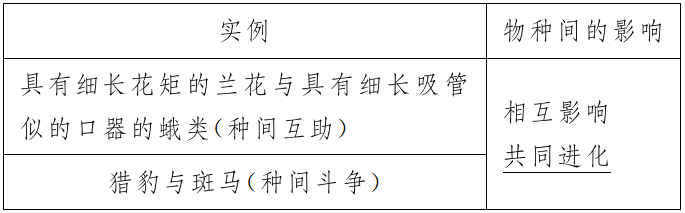 实例
物种间的影响
具有细长花矩的兰花与具有细长吸管
似的口器的蛾类(种间互助)
相互影响
共同进化
猎豹与斑马(种间斗争)